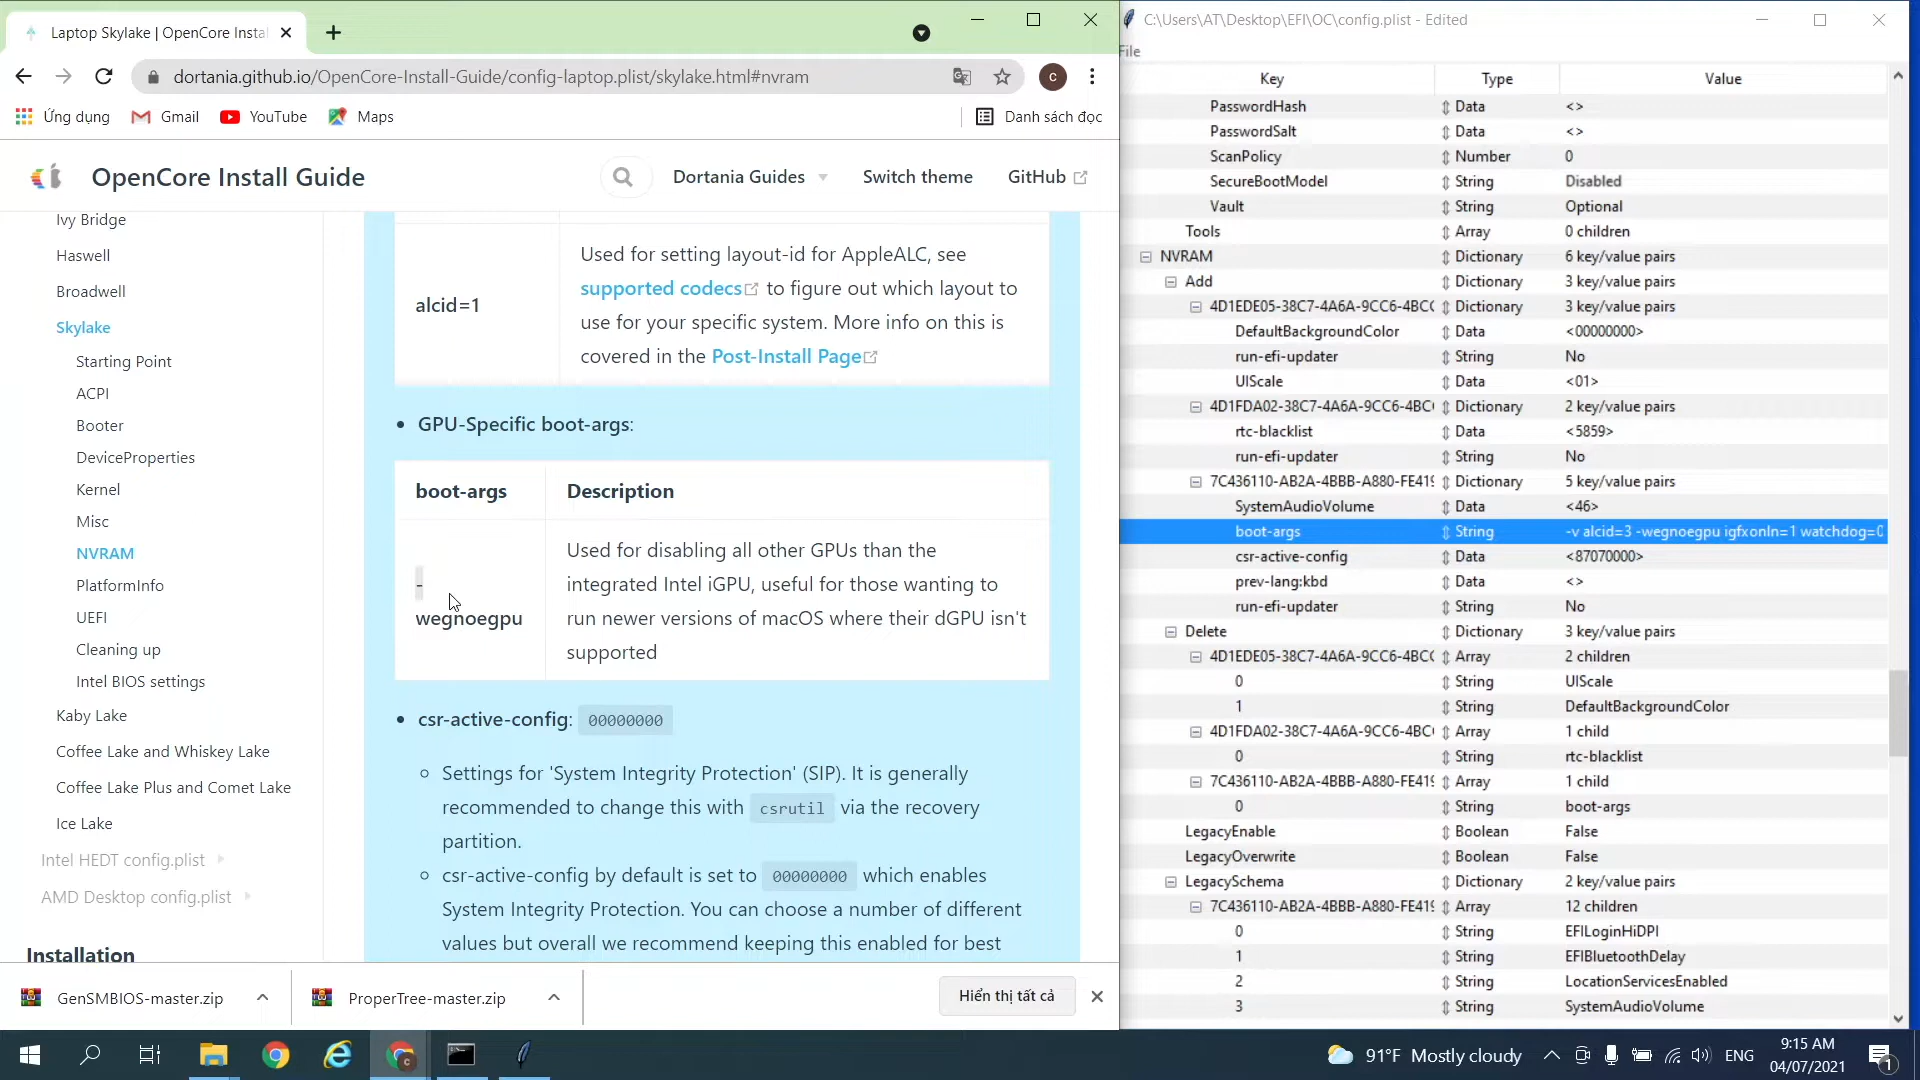 Laptop Skylake | OpenCore Insta
dortania.github.io/OpenCore-Install-Guide/config-laptop.plist/skylake.html#nvram
c
Ứng dụng
Gmail
YouTube
Maps
Danh sách đọc
OpenCore Install Guide
Dortania Guides
Switch theme
GitHub
Ivy Bridge
Haswell
Broadwell
Skylake
Starting Point
ACPI
Booter
DeviceProperties
Kernel
Misc
NVRAM
PlatformInfo
UEFI
Cleaning up
Intel BIOS settings
Kaby Lake
Coffee Lake and Whiskey Lake
Coffee Lake Plus and Comet Lake
Ice Lake
Intel HEDT config.plist
AMD Desktop config.plist
Installation
alcid=1
Used for setting layout-id for AppleALC, see
supported codecs to figure out which layout to
use for your specific system. More info on this is
covered in the Post-Install Page
• GPU-Specific boot-args:
boot-args Description
-
wegnoegpu
Used for disabling all other GPUs than the
integrated Intel iGPU, useful for those wanting to
run newer versions of macOS where their dGPU isn't
supported
• csr-active-config: 00000000
Settings for 'System Integrity Protection' (SIP). It is generally
recommended to change this with csrutil via the recovery
partition.
csr-active-config by default is set to 00000000 which enables
System Integrity Protection. You can choose a number of different
values but overall we recommend keeping this enabled for best
GenSMBIOS-master.zip
ProperTree-master.zip
Hiển thị tất cả
C:\Users\AT\Desktop\EFI\OC\config.plist - Edited
File
Key Type Value
PasswordHash Data <>
PasswordSalt Data <>
ScanPolicy Number 0
SecureBootModel String Disabled
Vault String Optional
Tools Array 0 children
NVRAM Dictionary 6 key/value pairs
Add Dictionary 3 key/value pairs
4D1EDE05-38C7-4A6A-9CC6-4BCC Dictionary 3 key/value pairs
DefaultBackgroundColor Data <00000000>
run-efi-updater String No
UIScale Data <01>
4D1FDA02-38C7-4A6A-9CC6-4BC Dictionary 2 key/value pairs
rtc-blacklist Data <5859>
run-efi-updater String No
7C436110-AB2A-4BBB-A880-FE419 Dictionary 5 key/value pairs
SystemAudioVolume Data <46>
boot-args String -v alcid=3 -wegnoegpu igfxonln=1 watchdog=0
csr-active-config Data <87070000>
prev-lang:kbd Data <>
run-efi-updater String No
Delete Dictionary 3 key/value pairs
4D1EDE05-38C7-4A6A-9CC6-4BCC Array 2 children
0 String UIScale
1 String DefaultBackgroundColor
4D1FDA02-38C7-4A6A-9CC6-4BC Array 1 child
0 String rtc-blacklist
7C436110-AB2A-4BBB-A880-FE419 Array 1 child
0 String boot-args
LegacyEnable Boolean False
LegacyOverwrite Boolean False
LegacySchema Dictionary 2 key/value pairs
7C436110-AB2A-4BBB-A880-FE419 Array 12 children
0 String EFILoginHiDPI
1 String EFIBluetoothDelay
2 String LocationServicesEnabled
3 String SystemAudioVolume
91°F Mostly cloudy
ENG
9:15 AM
04/07/2021
1